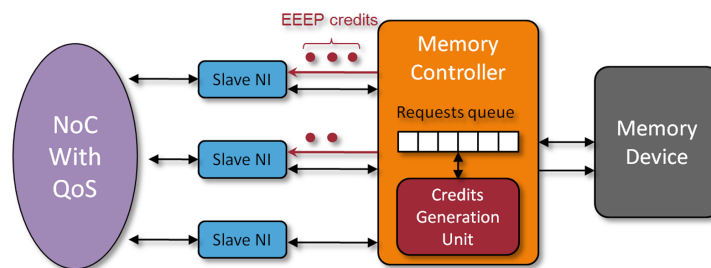 EEEP credits
Slave NI
Slave NI
Slave NI
NoC
With
QoS
Memory
Controller
Requests queue
Credits
Generation
Unit
Memory
Device